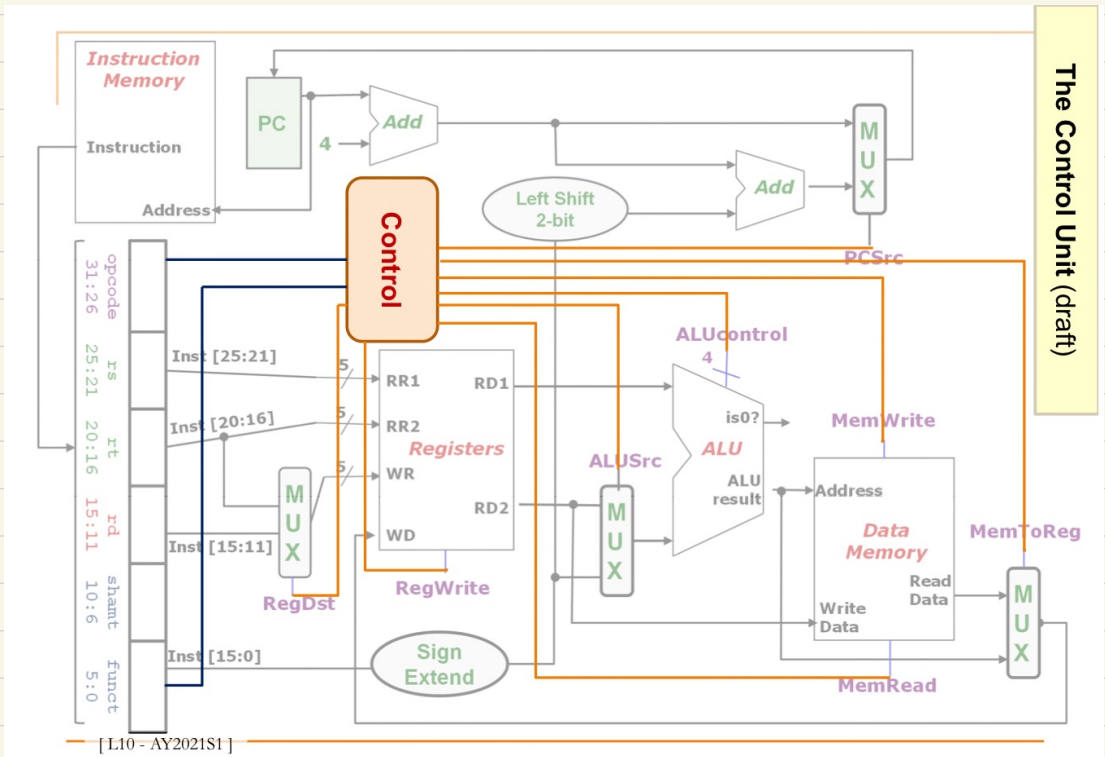 The Control Unit (draft)
Instruction
Memory
Instruction
Address
PC
4
Add
Left Shift
2-bit
Add
MUX
PCSrc
Control
opcode
31:26
rs
25:21
rt
20:16
rd
15:11
shamt
10:6
funct
5:0
Inst [25:21]
5
Inst [20:16]
5
5
Inst [15:11]
Inst [15:0]
MUX
RegDst
RR1
RR2
WR
WD
Registers
RD1
RD2
RegWrite
Sign
Extend
ALUSrc
MUX
ALUcontrol
4
is0?
ALU
ALU
result
MemWrite
Address
Data
Memory
Read
Data
Write
Data
MemRead
MemToReg
MUX
[ L10 - AY2021S1 ]